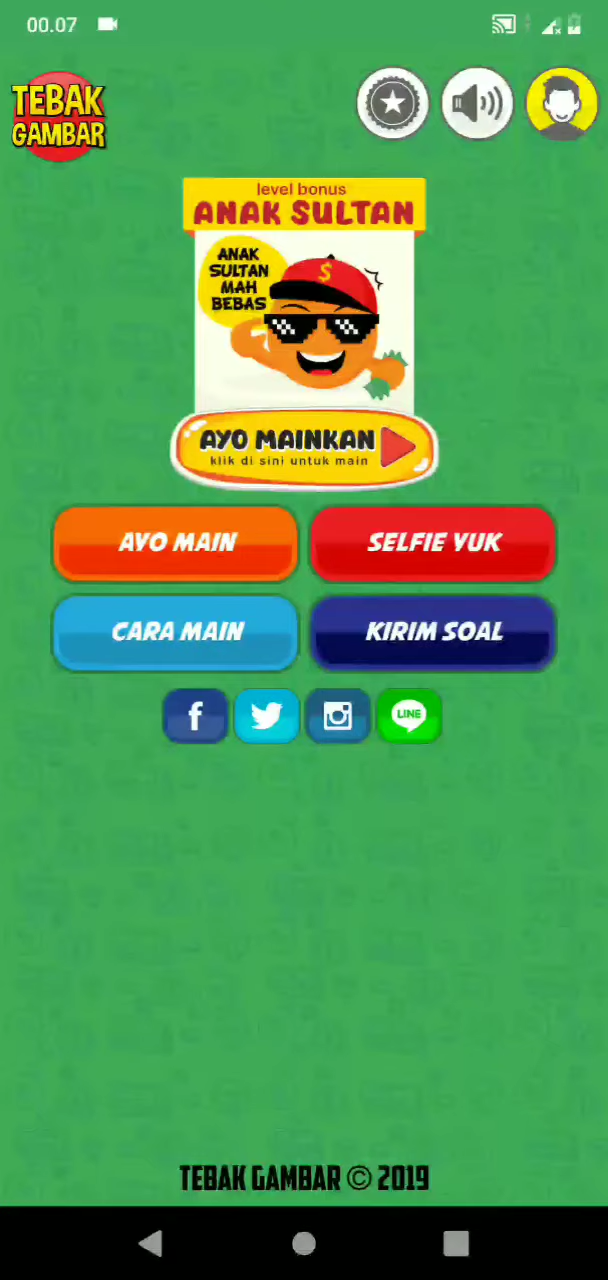 00.07
TEBAK
GAMBAR
level bonus
ANAK SULTAN
ANAK
SULTAN
MAH
BEBAS
$
AYO MAINKAN
klik di sini untuk main
AYO MAIN
SELFIE YUK
CARA MAIN
KIRIM SOAL
f
LINE
TEBAK GAMBAR © 2019